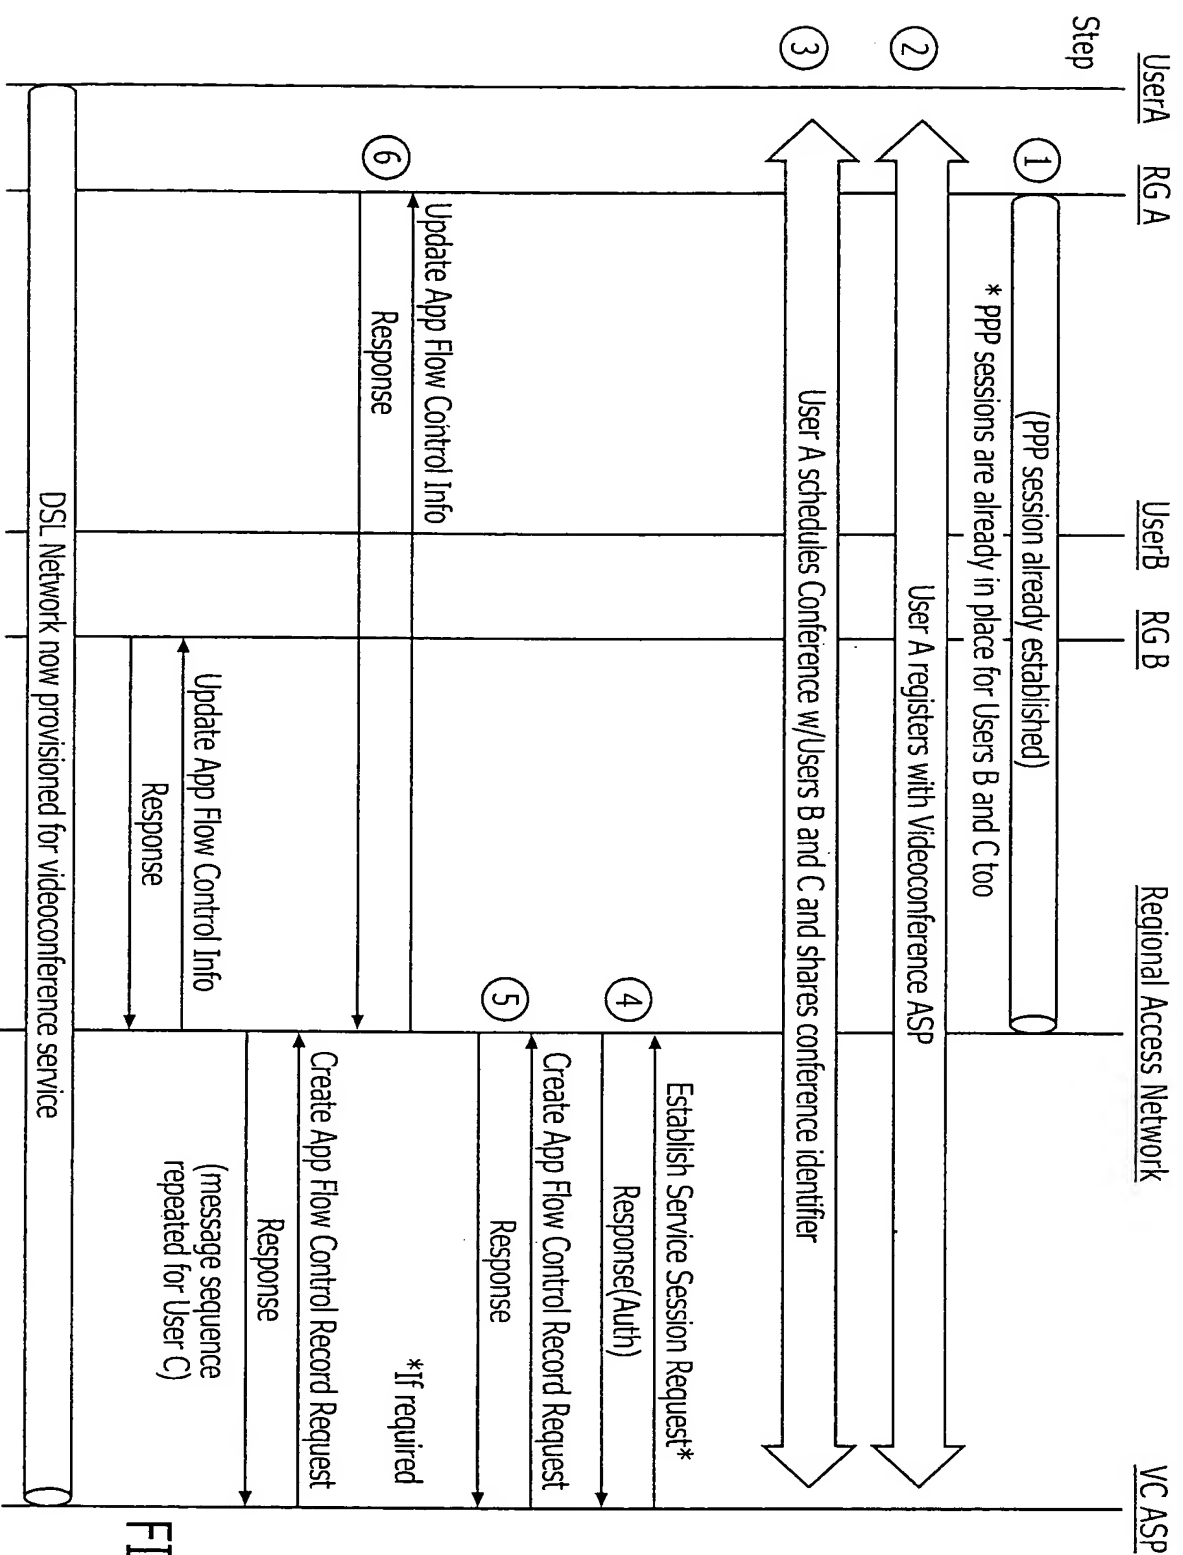 UserA
RG A
UserB
RG B
Regional Access Network
VC ASP
Step
1
(PPP session already established)
* PPP sessions are already in place for Users B and C too
2
User A registers with Videoconference ASP
3
User A schedules Conference w/Users B and C and shares conference identifier
4
Establish Service Session Request*
Response(Auth)
5
Create App Flow Control Record Request
Response
6
Update App Flow Control Info
*If required
Response
Create App Flow Control Record Request
Response
Update App Flow Control Info
(message sequence
repeated for User C)
Response
DSL Network now provisioned for videoconference service